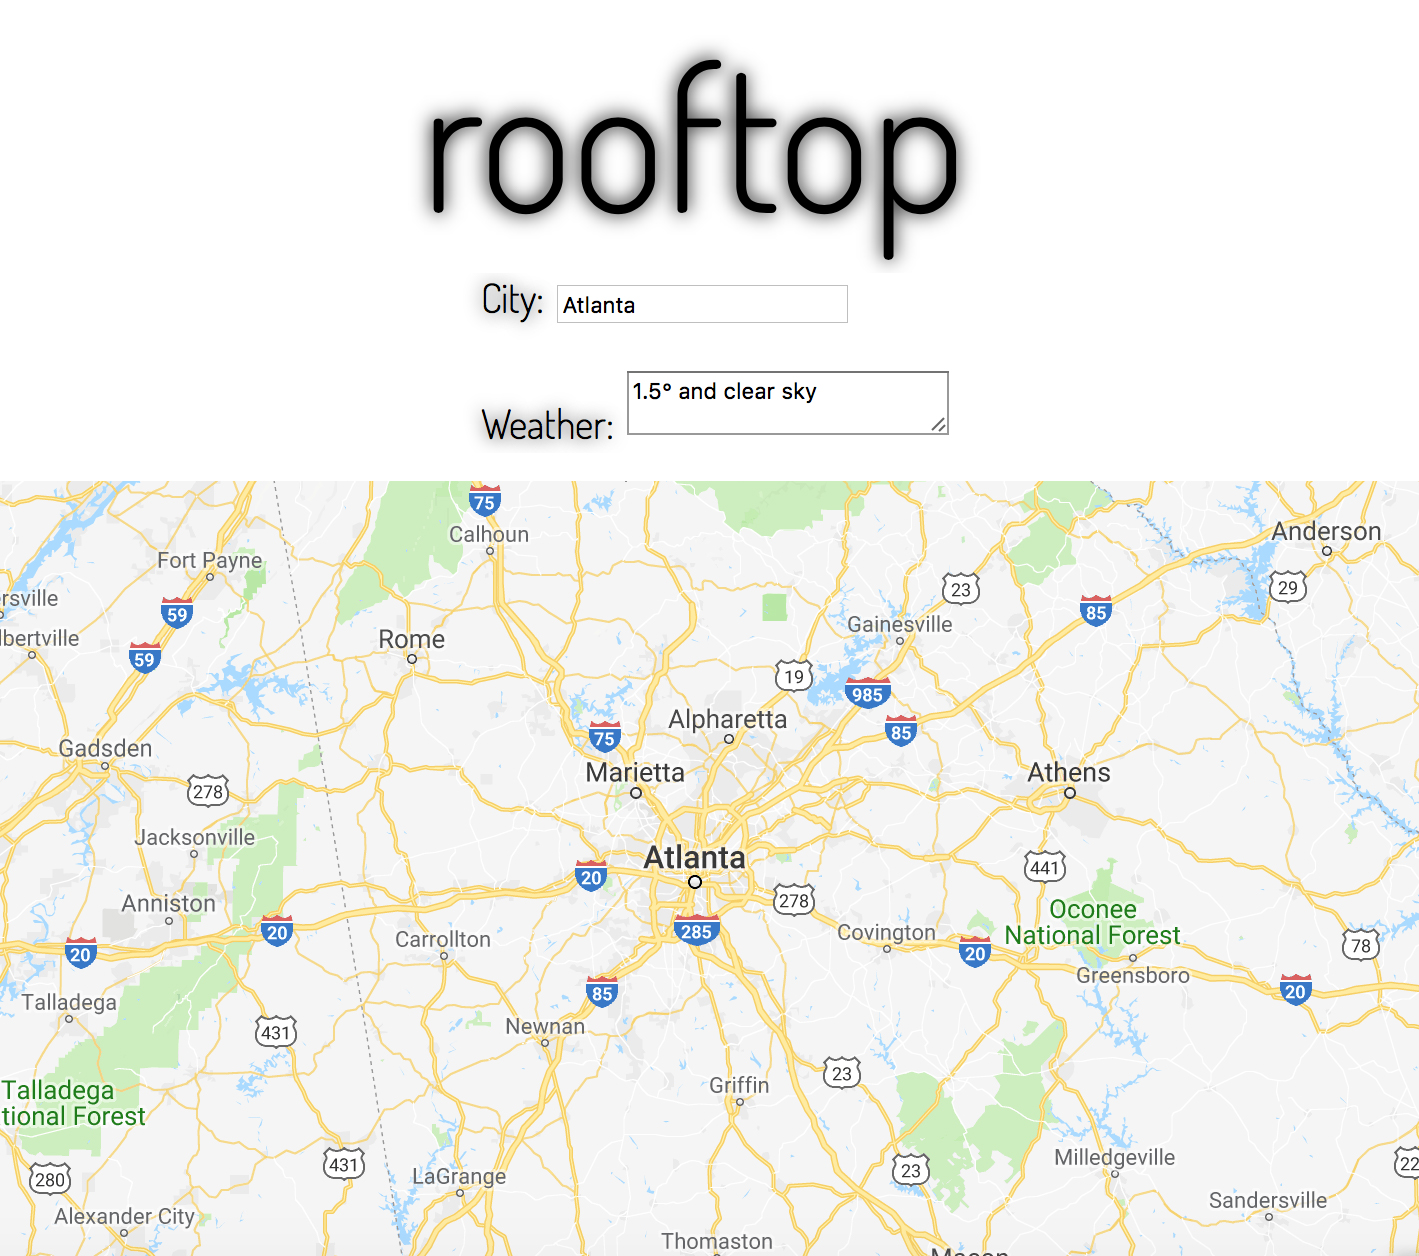 rooftop
City: Atlanta
Weather: 1.5° and clear sky
75
Calhoun
Anderson
Fort Payne
23
29
rsville
59
85
lbertville
Rome
Gainesville
59
19
985
Alpharetta
75
85
Gadsden
Marietta
Athens
278
Jacksonville
Atlanta
441
20
278
Anniston
Oconee
National Forest
20
285
Covington
Carrollton
20
78
20
Greensboro
85
20
Talladega
Newnan
431
23
Griffin
Talladega
tional Forest
431
23
Milledgeville
22
280
LaGrange
Sandersville
Alexander City
Thomaston
Macon